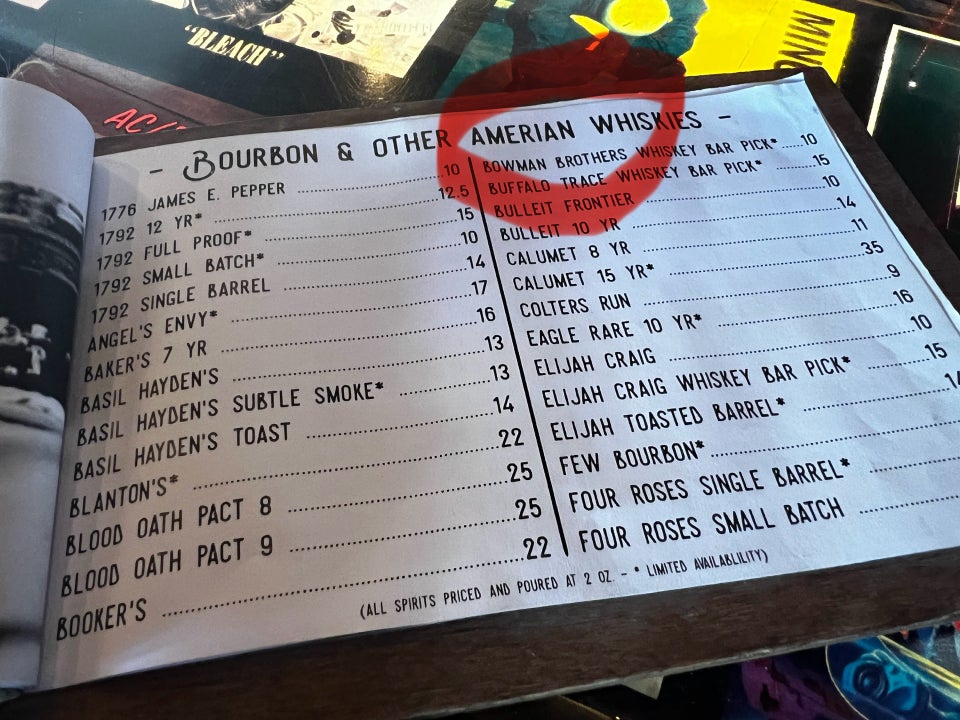 "BLEACH"
MINO
AC/
- BOURBON & OTHER AMERIAN WHISKIES -
1776 JAMES E. PEPPER 10
1792 12 YR* 12.5
1792 FULL PROOF* 15
1792 SMALL BATCH* 10
1792 SINGLE BARREL 14
ANGEL'S ENVY* 17
BAKER'S 7 YR 16
BASIL HAYDEN'S 13
BASIL HAYDEN'S SUBTLE SMOKE* 13
BASIL HAYDEN'S TOAST 14
BLANTON'S* 22
BLOOD OATH PACT 8 25
BLOOD OATH PACT 9 25
BOOKER'S 22
BOWMAN BROTHERS WHISKEY BAR PICK* 10
BUFFALO TRACE WHISKEY BAR PICK* 15
BULLEIT FRONTIER 10
BULLEIT 10 YR 14
CALUMET 8 YR 11
CALUMET 15 YR* 35
COLTERS RUN 9
EAGLE RARE 10 YR* 16
ELIJAH CRAIG 10
ELIJAH CRAIG WHISKEY BAR PICK* 15
ELIJAH TOASTED BARREL* 14
FEW BOURBON*
FOUR ROSES SINGLE BARREL*
FOUR ROSES SMALL BATCH
(ALL SPIRITS PRICED AND POURED AT 2 OZ. - * LIMITED AVAILABLILITY)